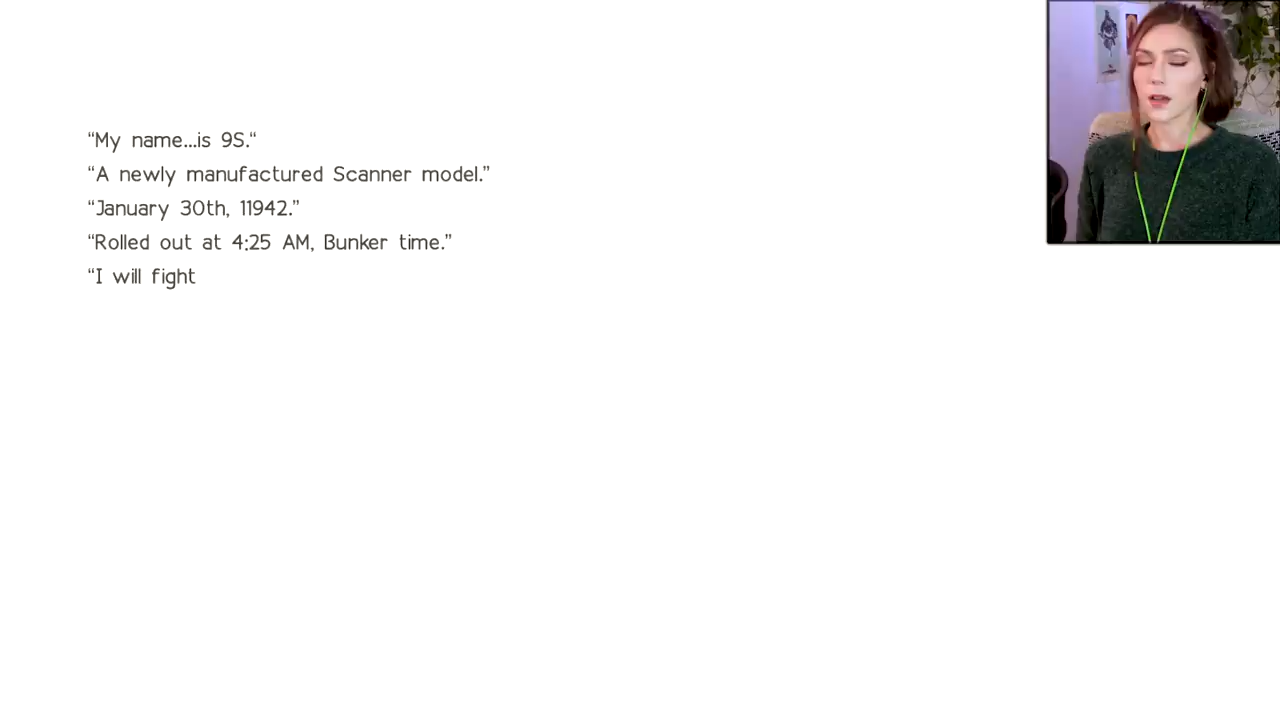 “My name...is 9S.“
“A newly manufactured Scanner model.”
“January 30th, 11942.”
“Rolled out at 4:25 AM, Bunker time.”
“I will fight